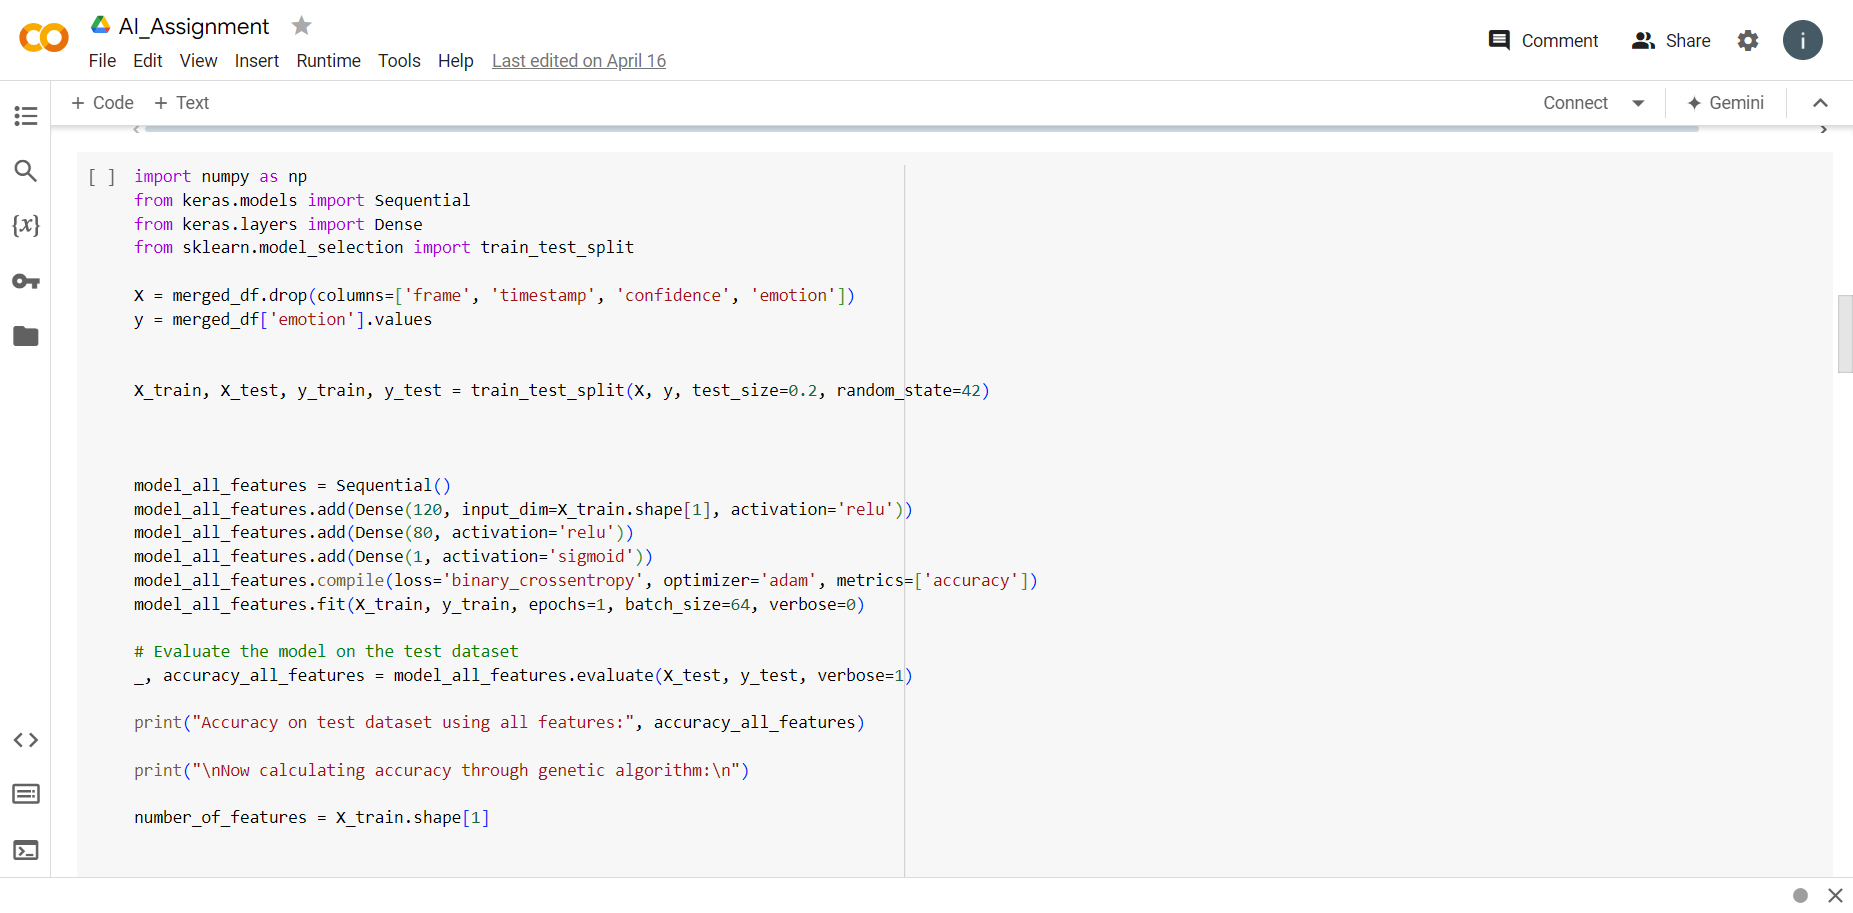 AI_Assignment
File Edit View Insert Runtime Tools Help Last edited on April 16
Comment Share i
+ Code + Text Connect Gemini
[ ] import numpy as np
from keras.models import Sequential
from keras.layers import Dense
from sklearn.model_selection import train_test_split
X = merged_df.drop(columns=['frame', 'timestamp', 'confidence', 'emotion'])
y = merged_df['emotion'].values
X_train, X_test, y_train, y_test = train_test_split(X, y, test_size=0.2, random_state=42)
model_all_features = Sequential()
model_all_features.add(Dense(120, input_dim=X_train.shape[1], activation='relu'))
model_all_features.add(Dense(80, activation='relu'))
model_all_features.add(Dense(1, activation='sigmoid'))
model_all_features.compile(loss='binary_crossentropy', optimizer='adam', metrics=['accuracy'])
model_all_features.fit(X_train, y_train, epochs=1, batch_size=64, verbose=0)
# Evaluate the model on the test dataset
_, accuracy_all_features = model_all_features.evaluate(X_test, y_test, verbose=1)
print("Accuracy on test dataset using all features:", accuracy_all_features)
print("\nNow calculating accuracy through genetic algorithm:\n")
number_of_features = X_train.shape[1]